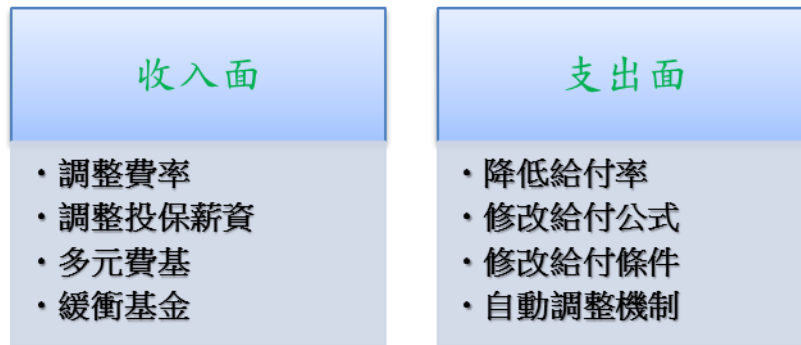 收入面
・調整費率
・調整投保薪資
・多元費基
・緩衝基金
支出面
・降低給付率
・修改給付公式
・修改給付條件
・自動調整機制